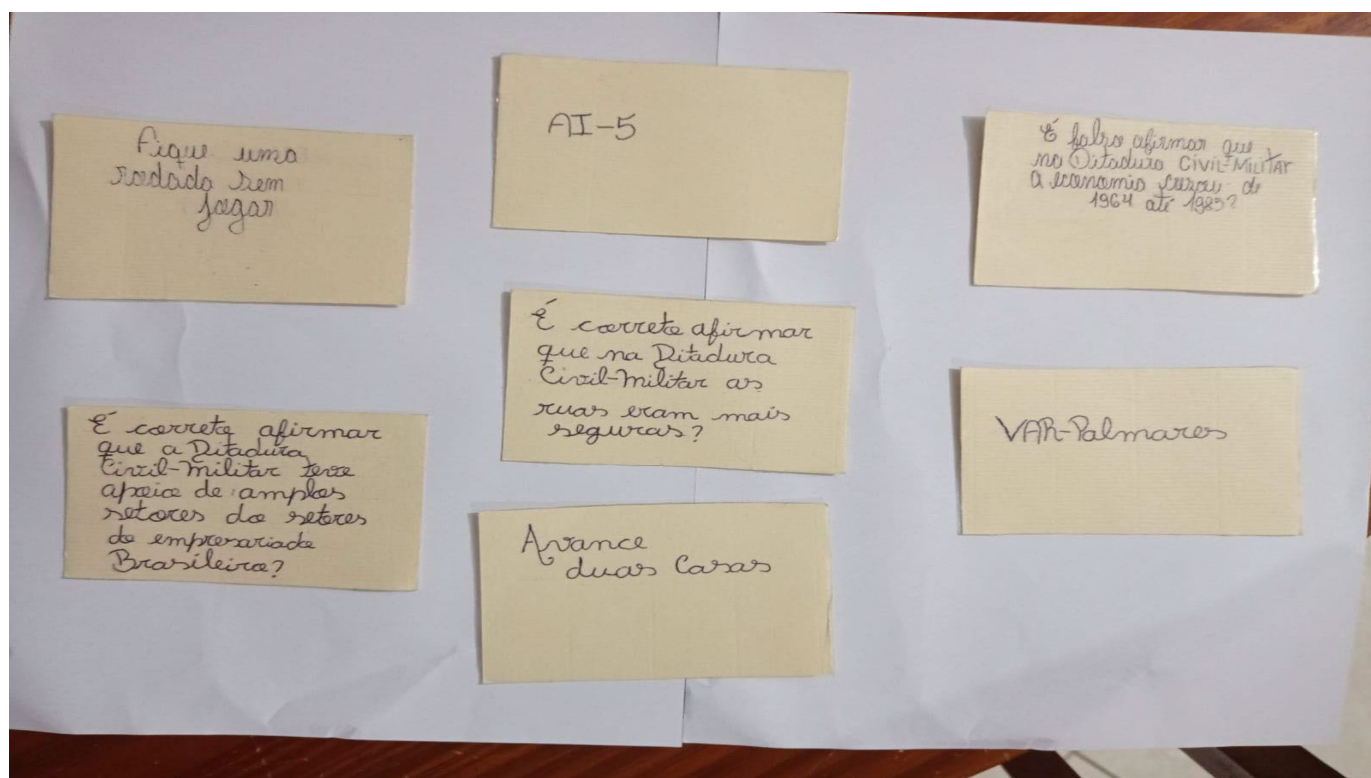 Fique uma
rodada sem
jogar
AI-5
É falso afirmar que
na Ditadura CIVIL-MILITAR
a economia cresceu de
1964 até 1985?
É correto afirmar
que na Ditadura
Civil-Militar as
ruas eram mais
seguras?
É correto afirmar
que a Ditadura
Civil-Militar teve
apoio de amplos
setores do setores
do empresariado
Brasileiro?
VAR-Palmares
Avance
duas Casas